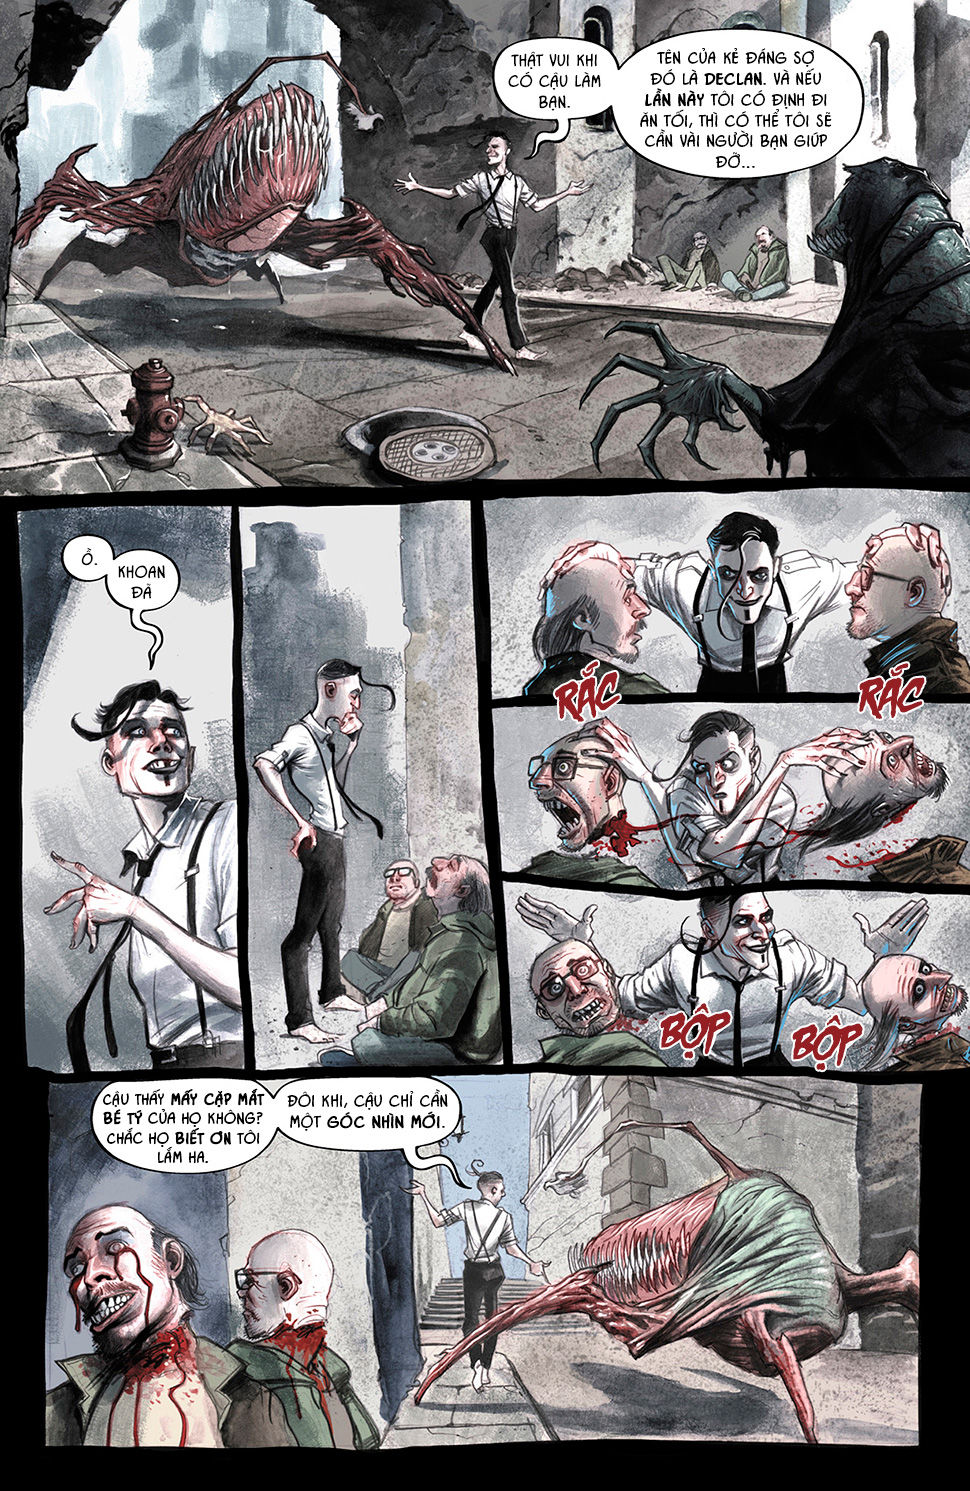 THẬT VUI KHI
CÓ CẬU LÀM
BẠN.
TÊN CỦA KẺ ĐÁNG SỢ
ĐÓ LÀ DECLAN. VÀ NẾU
LẦN NÀY TÔI CÓ ĐỊNH ĐI
ÁN TỐI, THÌ CÓ THỂ TÔI SẼ
CẦN VÀI NGƯỜI BẠN GIÚP
ĐỠ...
Ồ.
KHOAN
ĐÃ
RẮC
RẮC
BỘP
BỘP
CẬU THẤY MẤY CẶP MẮT
BÉ TÝ CỦA HỌ KHÔNG?
CHẮC HỌ BIẾT ƠN TÔI
LẮM HA.
ĐÔI KHI, CẬU CHỈ CẦN
MỘT GÓC NHÌN MỚI.